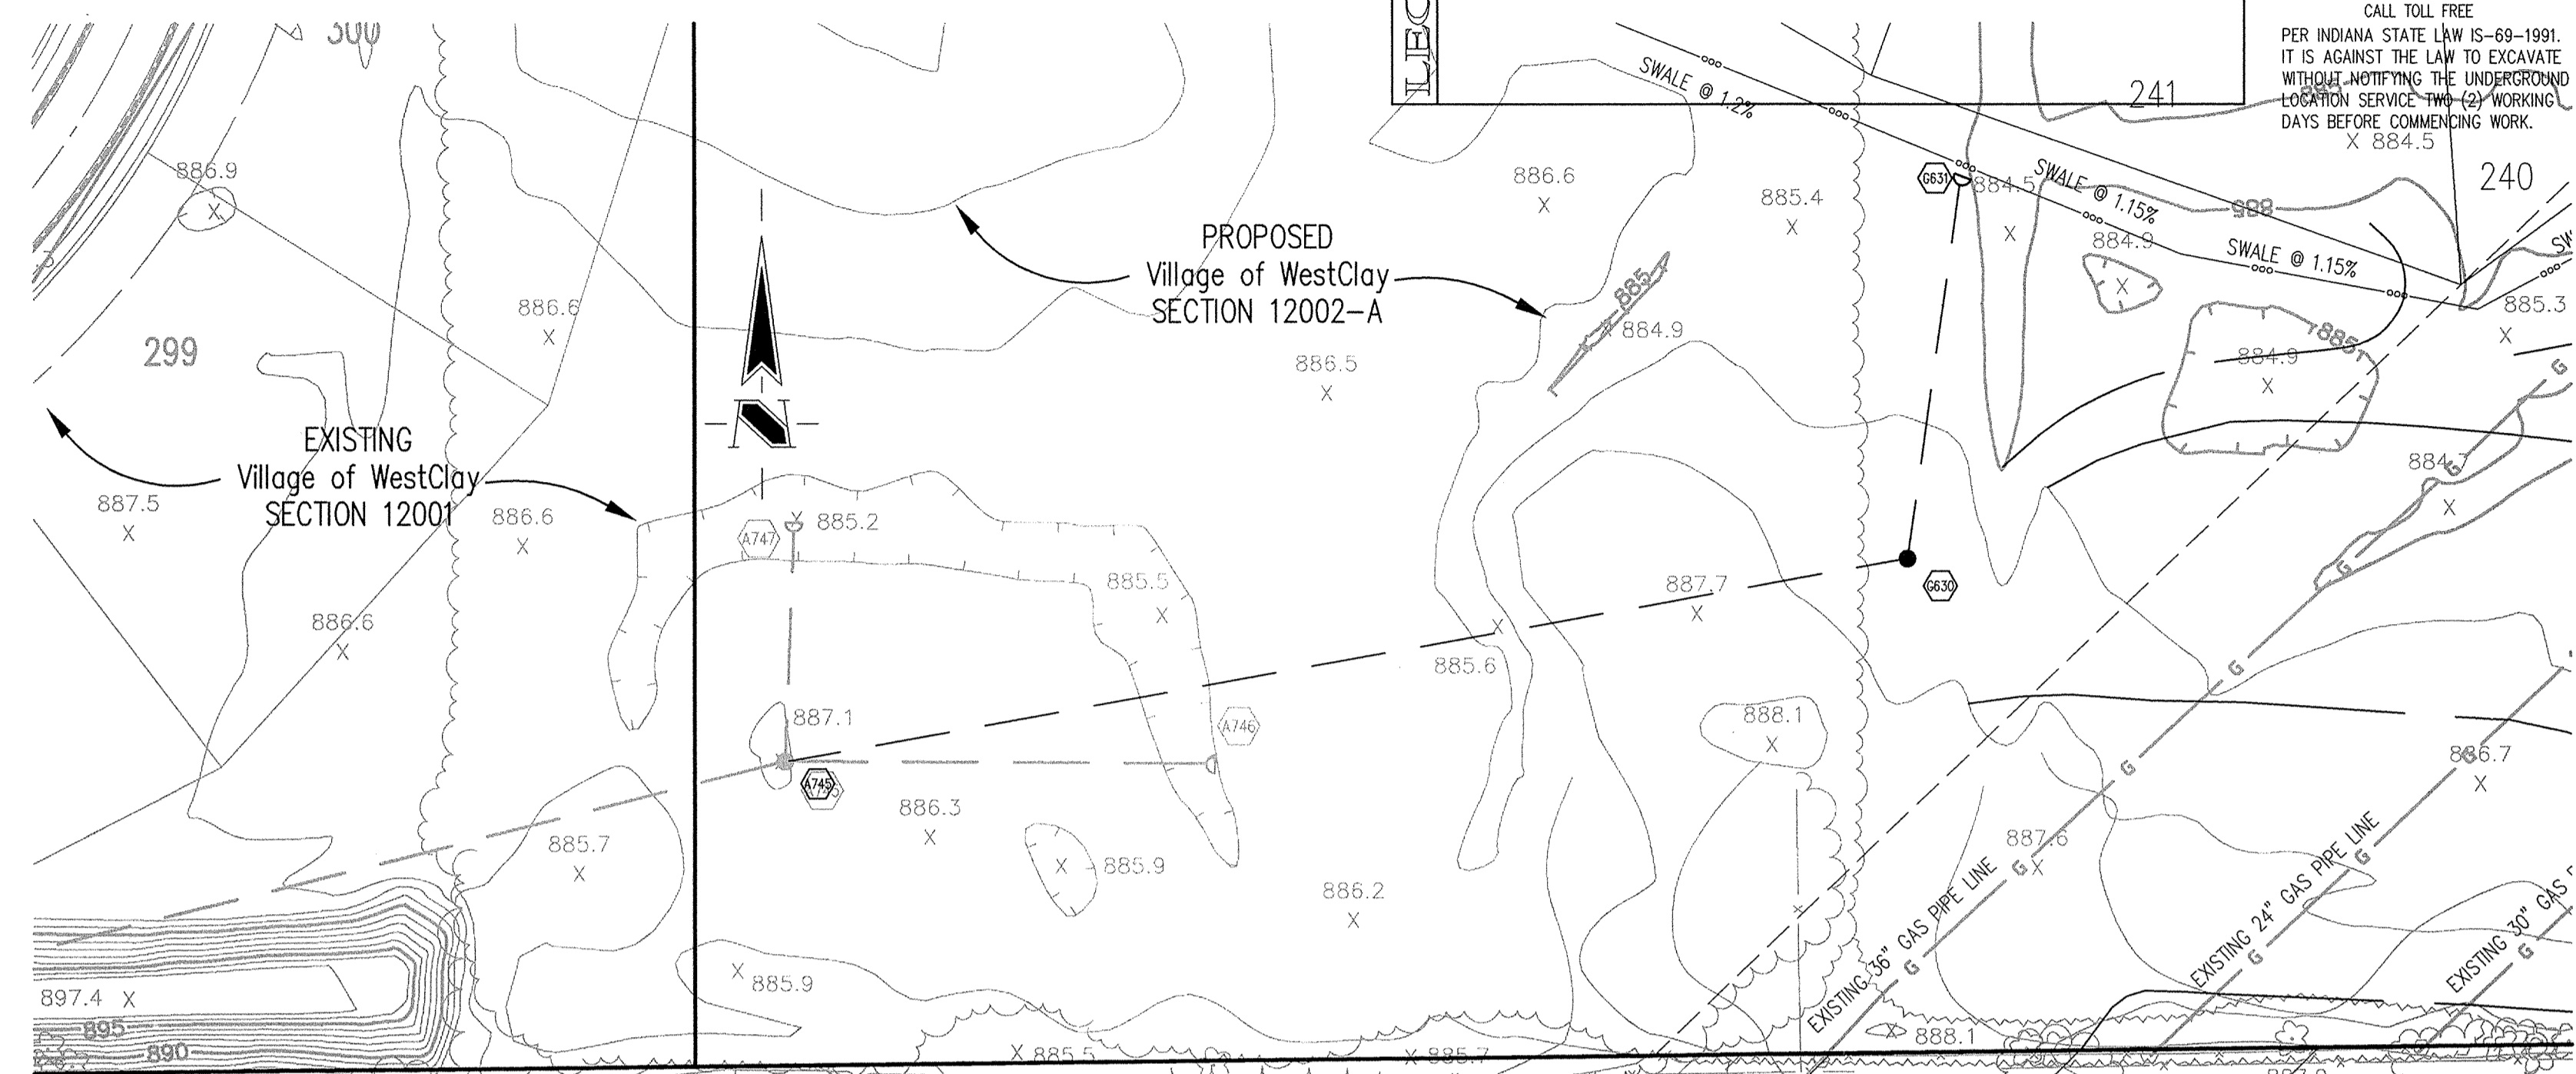 CALL TOLL FREE
PER INDIANA STATE LAW IS-69-1991.
IT IS AGAINST THE LAW TO EXCAVATE
WITHOUT NOTIFYING THE UNDERGROUND
LOCATION SERVICE TWO (2) WORKING
DAYS BEFORE COMMENCING WORK.
300
241
885
884.5
240
SWALE @ 1.2%
886.9
886.6
885.4
G631
884.5
SWALE @ 1.15%
885
884.9
SWALE @ 1.15%
885.3
PROPOSED
Village of WestClay
SECTION 12002-A
299
886.6
886.5
885
884.9
885
884.9
N
EXISTING
Village of WestClay
SECTION 12001
887.5
886.6
A747
885.2
884.7
G
G
G
885.5
887.7
G630
886.6
885.6
G
887.1
A746
888.1
G
G
886.7
A745
886.3
885.7
885.9
886.2
887.6
G
G
EXISTING 36" GAS PIPE LINE
G
EXISTING 24" GAS PIPE LINE
G
EXISTING 30" GAS
G
897.4
885.9
895
890
885.5
885.7
888.1